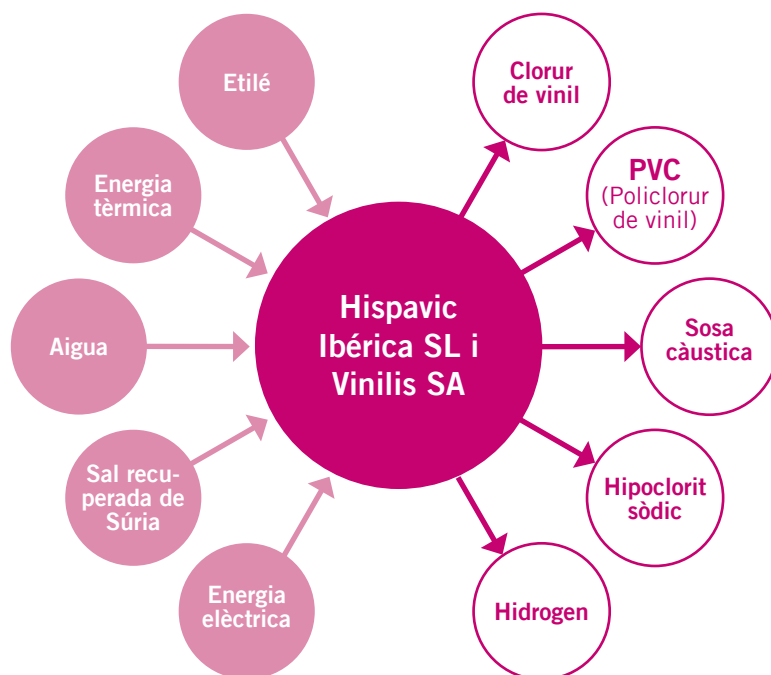 Etilé
Energia
tèrmica
Aigua
Sal recu-
perada de
Súria
Energia
elèctrica
Hispavic
Ibérica SL i
Vinilis SA
Clorur
de vinil
PVC
(Policlorur
de vinil)
Sosa
càustica
Hipoclorit
sòdic
Hidrogen